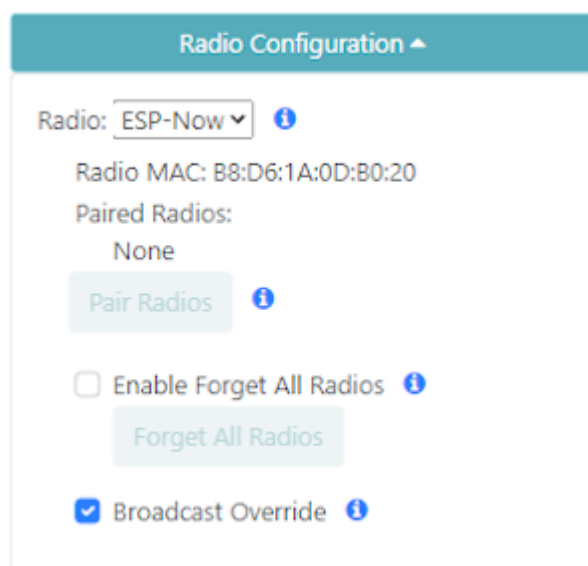 Radio Configuration
Radio: ESP-Now
Radio MAC: B8:D6:1A:0D:B0:20
Paired Radios:
None
Pair Radios
Enable Forget All Radios
Forget All Radios
Broadcast Override